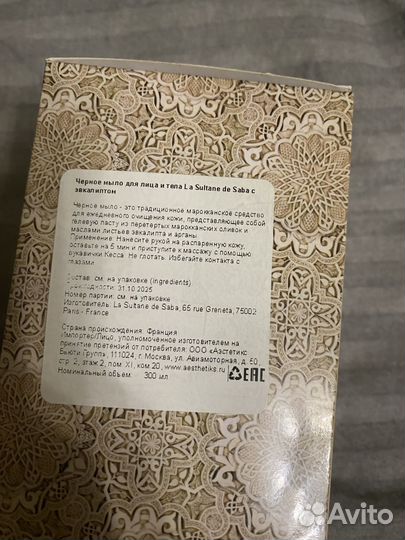 Черное мыло для лица и тела La Sultane de Saba с
эвкалиптом
Черное мыло - это традиционное марокканское средство
для ежедневного очищения кожи, представляющее собой
гелевую пасту из перетертых марокканских оливок и
маслами листьев эвкалипта и арганы.
Применение: Нанесите рукой на распаренную кожу,
оставьте на 5 мин и приступите к массажу с помощью
рукавички Кесса. Не глотать. Избегайте контакта с
глазами.
Состав: см. на упаковке (ingredients)
31.10.2025
Номер партии: см. на упаковке
Изготовитель: La Sultane de Saba, 65 rue Greneta, 75002
Paris - France
Страна происхождения: Франция
Импортер/Лицо, уполномоченное изготовителем на
принятие претензий от потребителя: ООО «Аэстетикс
Бьюти Групп», 111024, г. Москва, ул. Авиамоторная, д. 50,
стр. 2, этаж 2, пом. XI, ком 20, www.aesthetiks.ru
Номинальный объем: 300 мл
EAC
Avito